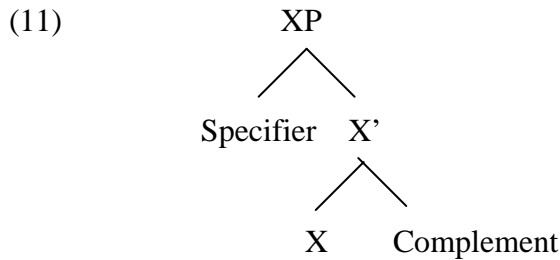 (11) XP
Specifier X’
X Complement